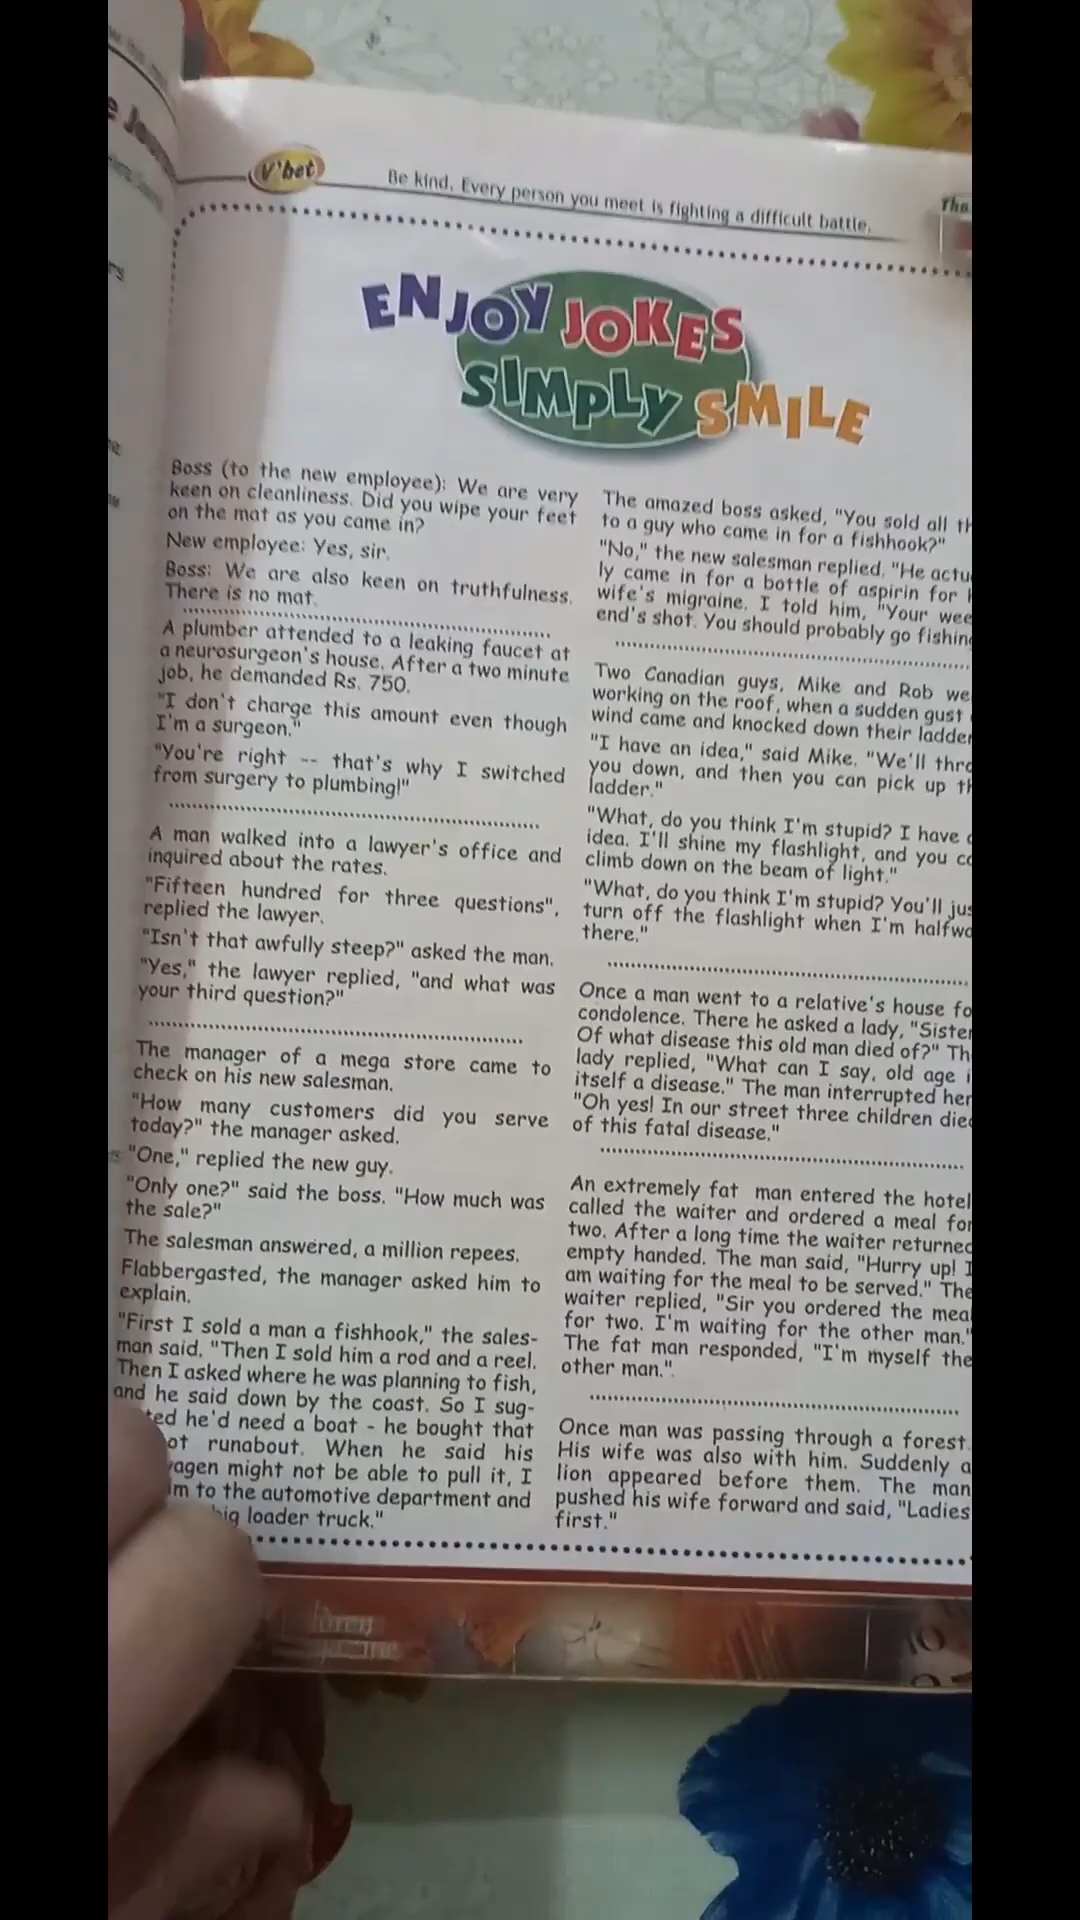 V'bet
Be kind. Every person you meet is fighting a difficult battle.
ENJOY JOKES
SIMPLY SMILE
Boss (to the new employee): We are very
keen on cleanliness. Did you wipe your feet
on the mat as you came in?
New employee: Yes, sir.
Boss: We are also keen on truthfulness.
There is no mat.
A plumber attended to a leaking faucet at
a neurosurgeon's house. After a two minute
job, he demanded Rs. 750.
"I don't charge this amount even though
I'm a surgeon."
"You're right -- that's why I switched
from surgery to plumbing!"
A man walked into a lawyer's office and
inquired about the rates.
"Fifteen hundred for three questions",
replied the lawyer.
"Isn't that awfully steep?" asked the man.
"Yes," the lawyer replied, "and what was
your third question?"
The manager of a mega store came to
check on his new salesman.
"How many customers did you serve
today?" the manager asked.
"One," replied the new guy.
"Only one?" said the boss. "How much was
the sale?"
The salesman answered, a million repees.
Flabbergasted, the manager asked him to
explain.
"First I sold a man a fishhook," the sales-
man said. "Then I sold him a rod and a reel.
Then I asked where he was planning to fish,
and he said down by the coast. So I sug-
he'd need a boat - he bought that
runabout. When he said his
might not be able to pull it, I
to the automotive department and
big loader truck."
The amazed boss asked, "You sold all
to a guy who came in for a fishhook?"
"No," the new salesman replied. "He
ly came in for a bottle of aspirin for
wife's migraine. I told him, "Your
end's shot. You should probably go fishing
Two Canadian guys, Mike and Rob
working on the roof, when a sudden gust
wind came and knocked down their ladder
"I have an idea," said Mike. "We'll
you down, and then you can pick up
ladder."
"What, do you think I'm stupid? I have
idea. I'll shine my flashlight, and you
climb down on the beam of light."
"What, do you think I'm stupid? You'll
turn off the flashlight when I'm
there."
Once a man went to a relative's house
condolence. There he asked a lady, "Sister
Of what disease this old man died of?"
lady replied, "What can I say, old age
itself a disease." The man interrupted her
"Oh yes! In our street three children
of this fatal disease."
An extremely fat man entered the hotel
called the waiter and ordered a meal for
two. After a long time the waiter returned
empty handed. The man said, "Hurry up! I
am waiting for the meal to be served." The
waiter replied, "Sir you ordered the meal
for two. I'm waiting for the other man."
The fat man responded, "I'm myself the
other man.".
Once man was passing through a forest.
His wife was also with him. Suddenly a
lion appeared before them. The man
pushed his wife forward and said, "Ladies
first."